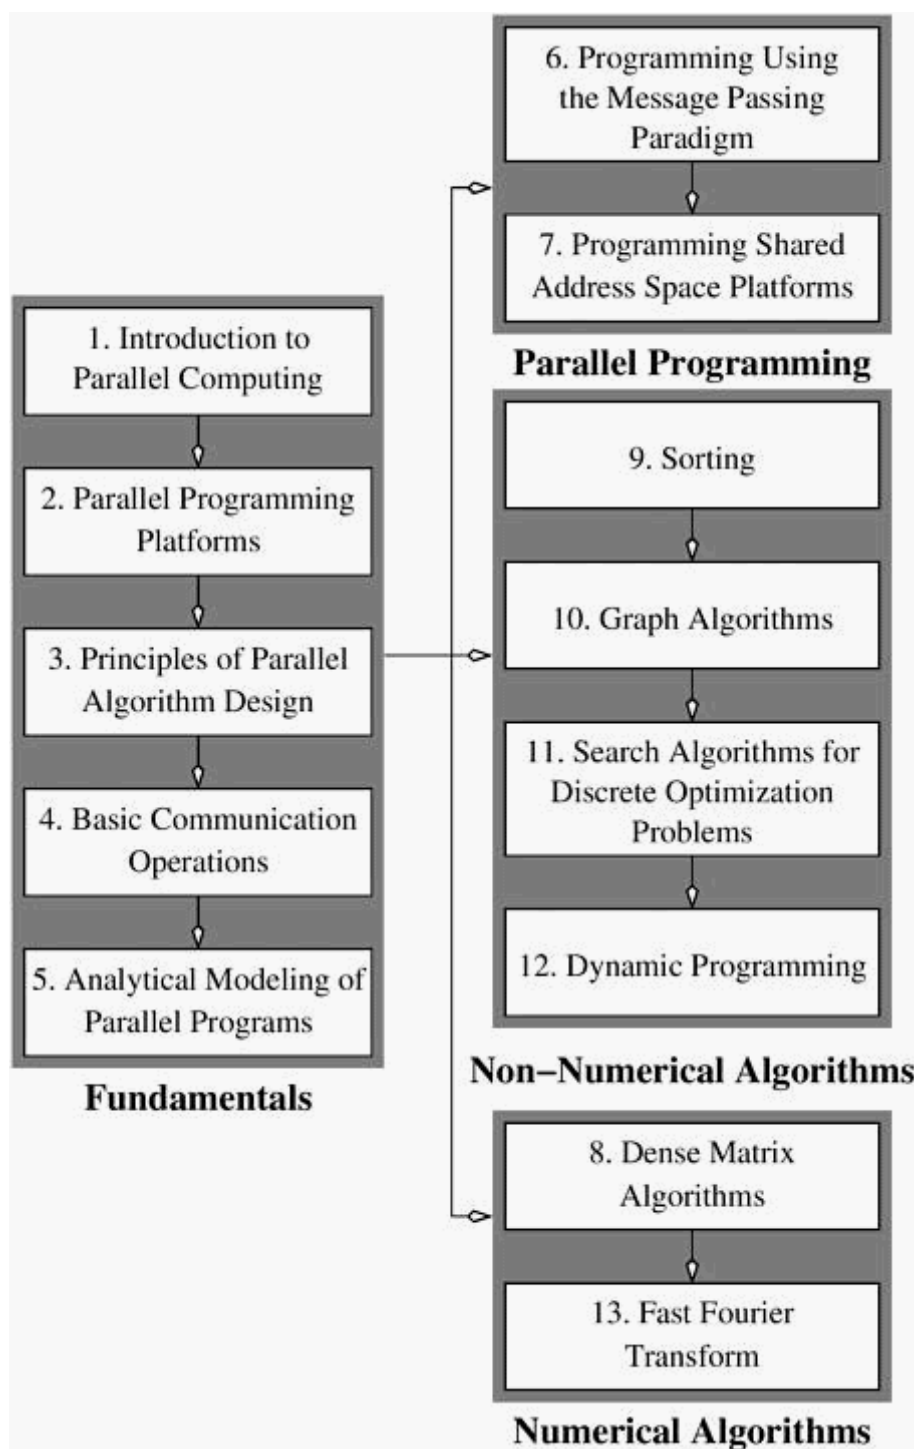 1. Introduction to
Parallel Computing
2. Parallel Programming
Platforms
3. Principles of Parallel
Algorithm Design
4. Basic Communication
Operations
5. Analytical Modeling of
Parallel Programs
Fundamentals
6. Programming Using
the Message Passing
Paradigm
7. Programming Shared
Address Space Platforms
Parallel Programming
9. Sorting
10. Graph Algorithms
11. Search Algorithms for
Discrete Optimization
Problems
12. Dynamic Programming
Non−Numerical Algorithms
8. Dense Matrix
Algorithms
13. Fast Fourier
Transform
Numerical Algorithms